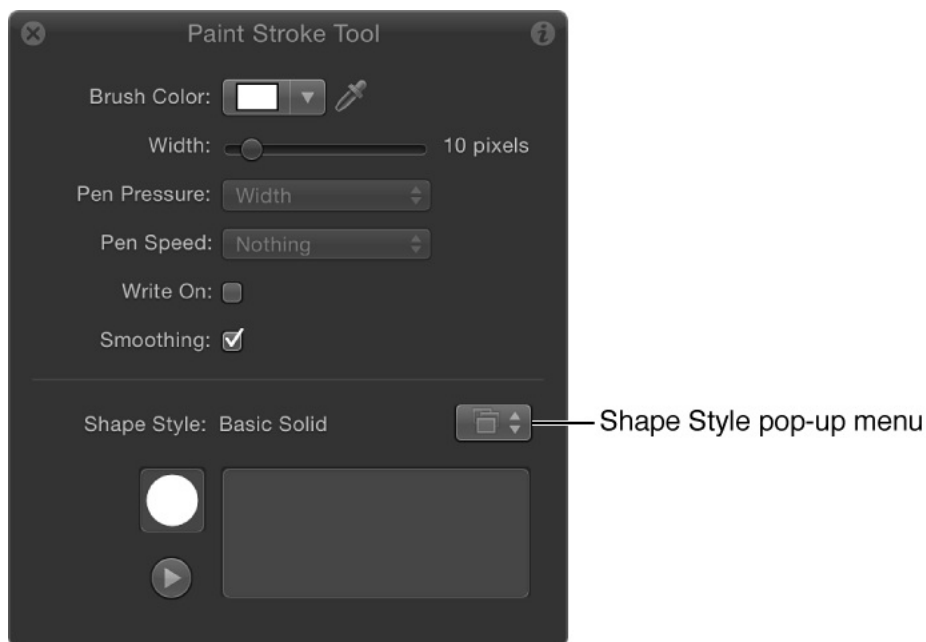 Paint Stroke Tool
Brush Color:
Width: 10 pixels
Pen Pressure: Width
Pen Speed: Nothing
Write On:
Smoothing:
Shape Style: Basic Solid
Shape Style pop-up menu